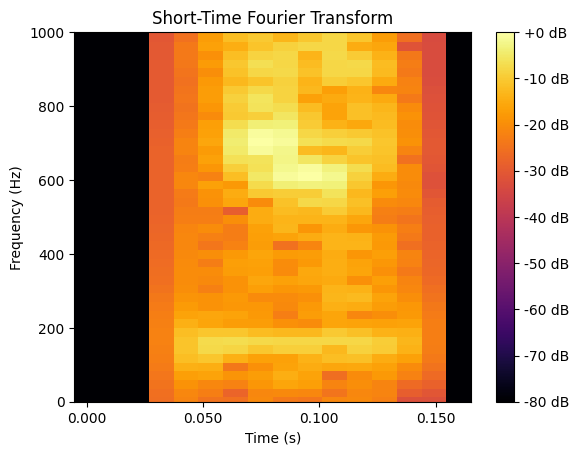 Short-Time Fourier Transform
1000
800
600
400
200
0
Frequency (Hz)
0.000
0.050
0.100
0.150
Time (s)
+0 dB
-10 dB
-20 dB
-30 dB
-40 dB
-50 dB
-60 dB
-70 dB
-80 dB